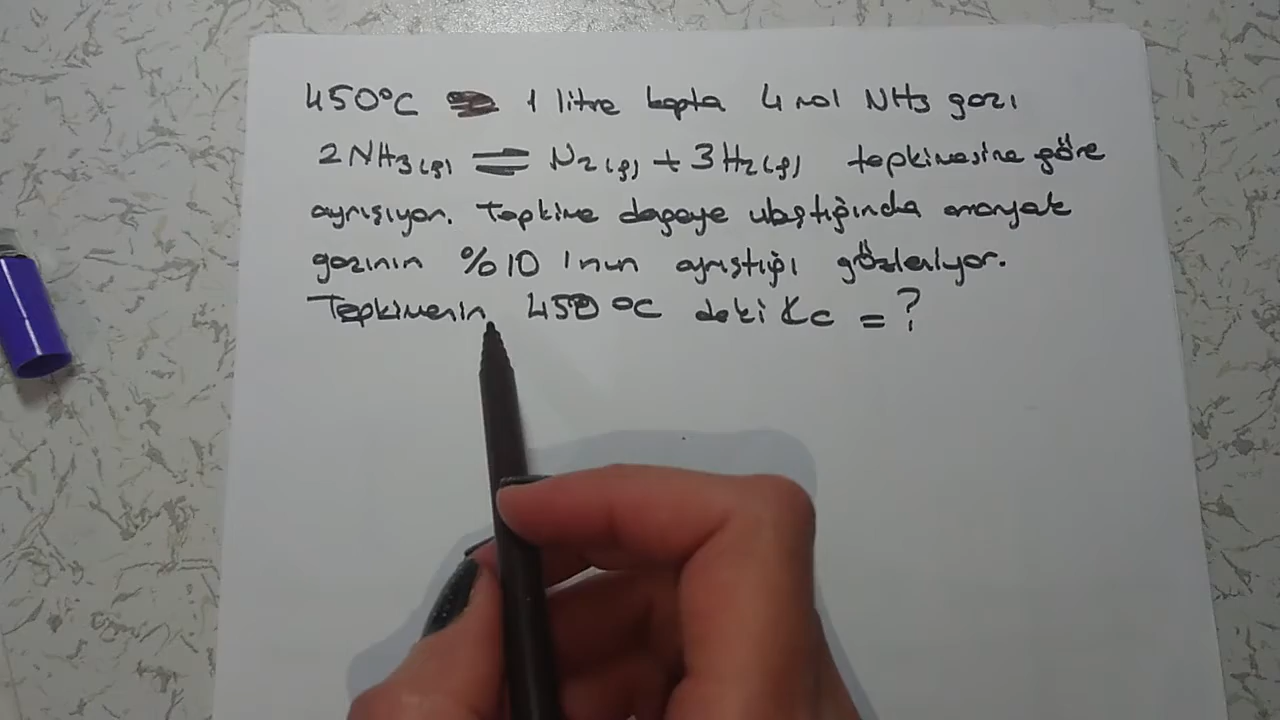 450°C 1 litre kapta 4 mol NH3 gazı
2NH3(g) ⇌ N2(g) + 3H2(g) tepkimesine göre
ayrışıyor. Tepkime dengeye ulaştığında amonyak
gazının %10 'nun ayrıştığı gözleniyor.
Tepkimenin 450 °C deki Kc = ?